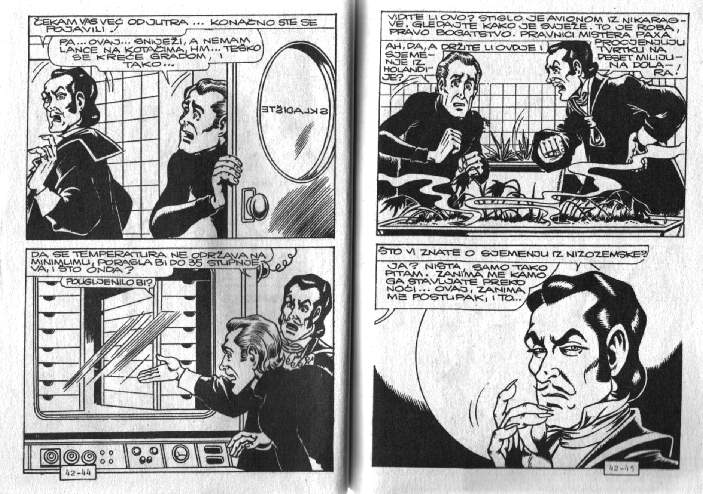 ČEKAM VAS VEĆ OD JUTRA... KONAČNO STE SE
POJAVILI!
PA... OVAJ... SNIJEŽI, A NEMAM
LANCE NA KOTAČIMA, HM... TEŠKO
SE KREĆE GRADOM, I
TAKO...
SKLADIŠTE
DA SE TEMPERATURA NE ODRŽAVA NA
MINIMUMU, PORASLA BI DO 35 STUPNJE-
VA, I ŠTO ONDA?
POUGLJENILO BI?
42-44
VIDITE LI OVO? STIGLO JE AVIONOM IZ NIKARAG-
VE, GLEDAJTE KAKO JE SVJEŽE. TO JE ROBA,
PRAVO BOGATSTVO. PRAVNICI MISTERA PAXA
PROCJENJUJU
TVRTKU NA
DESET MILIJU-
NA DOLA-
RA!
AH, DA, A DRŽITE LI OVDJE I
SJEME-
NJE IZ
HOLANDI-
JE?
ŠTO VI ZNATE O SJEMENJU IZ NIZOZEMSKE?
JA? NIŠTA, SAMO TAKO
PITAM. ZANIMA ME KAMO
GA STAVLJATE PREKO
NOĆI... OVAJ, ZANIMA
ME POSTUPAK, I TO...
42-45